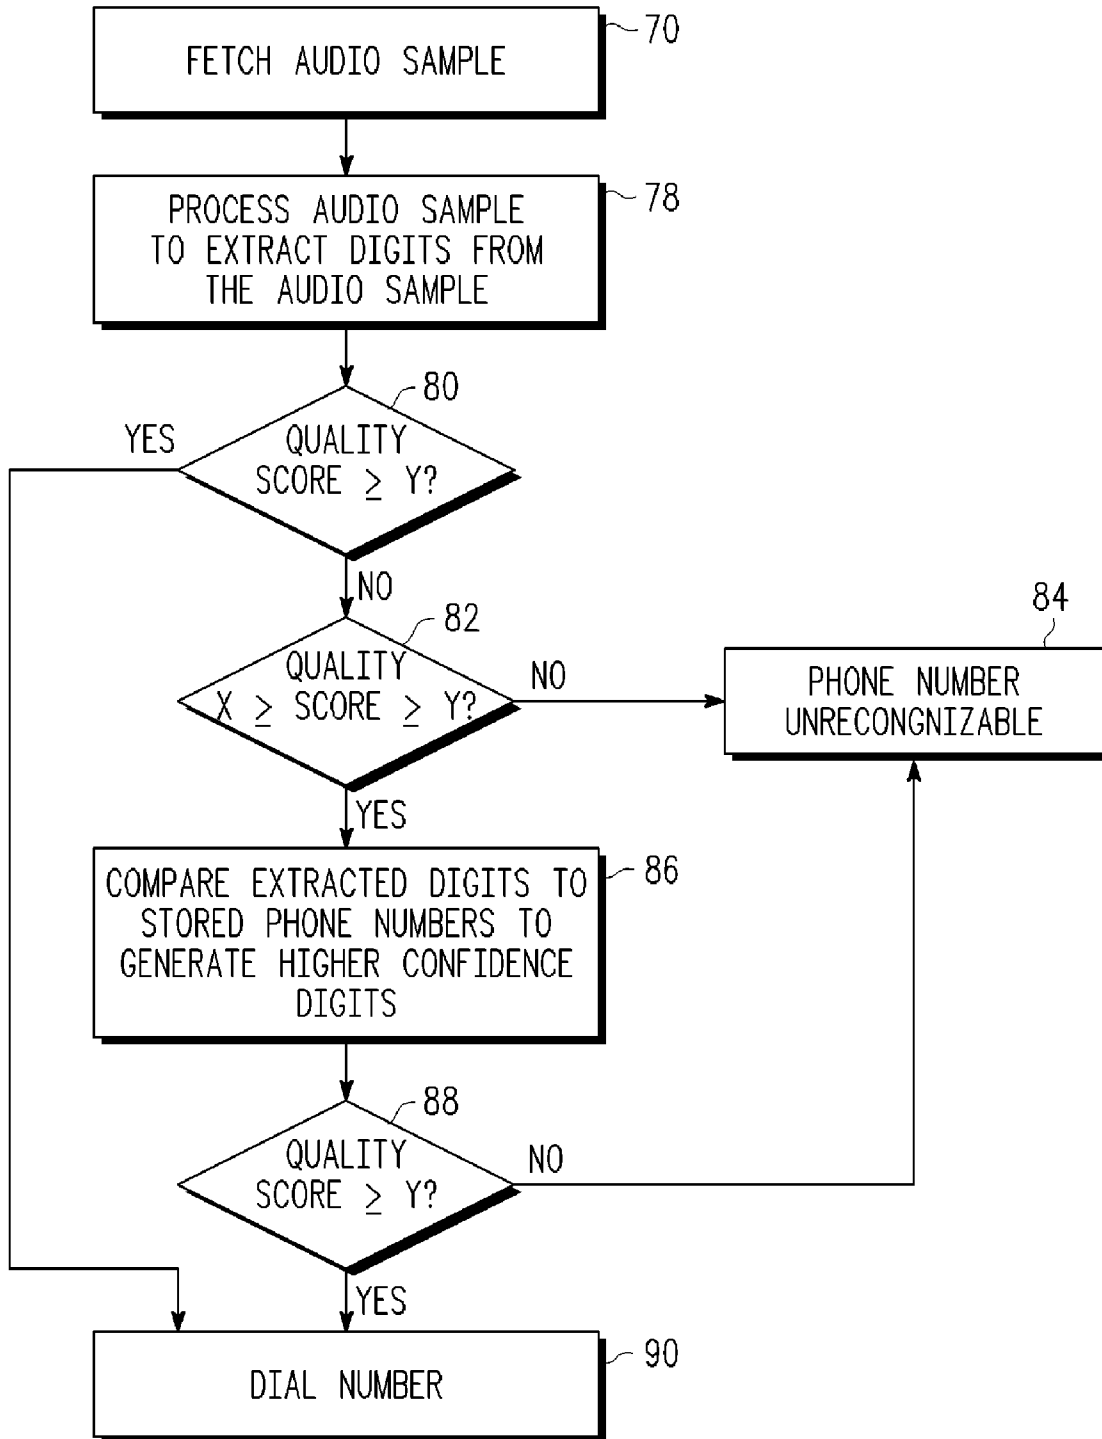 FETCH AUDIO SAMPLE
70
PROCESS AUDIO SAMPLE
TO EXTRACT DIGITS FROM
THE AUDIO SAMPLE
78
80
YES
QUALITY
SCORE ≥ Y?
NO
82
QUALITY
X ≥ SCORE ≥ Y?
NO
84
PHONE NUMBER
UNRECONGNIZABLE
YES
COMPARE EXTRACTED DIGITS TO
STORED PHONE NUMBERS TO
GENERATE HIGHER CONFIDENCE
DIGITS
86
88
QUALITY
SCORE ≥ Y?
NO
YES
DIAL NUMBER
90